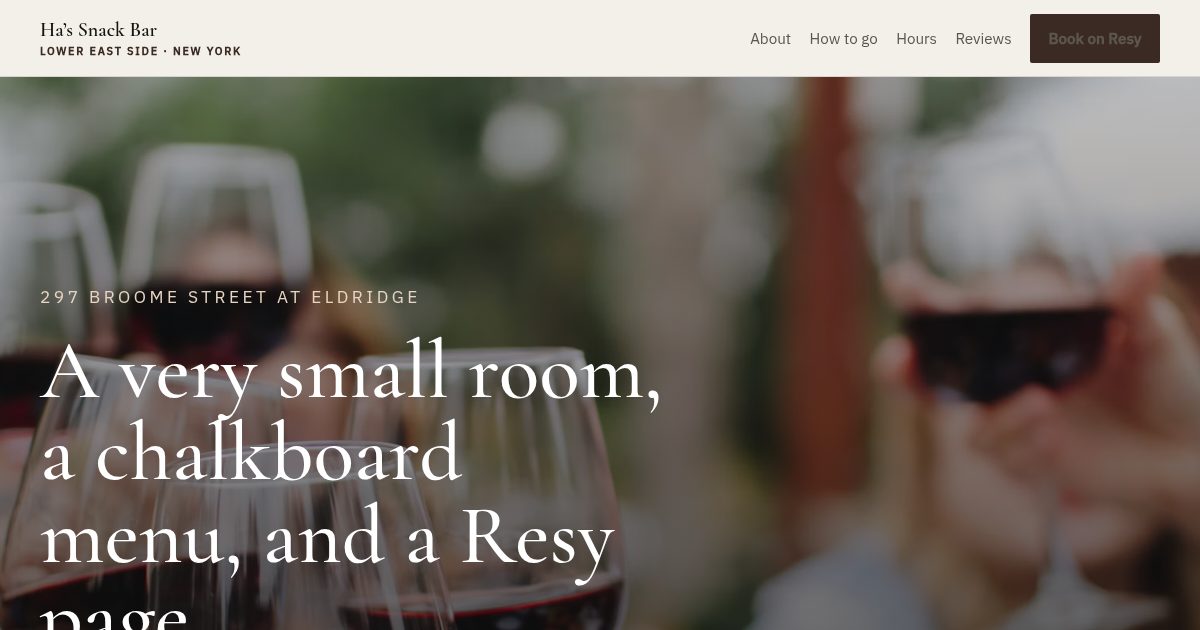 Ha's Snack Bar
LOWER EAST SIDE · NEW YORK
About How to go Hours Reviews Book on Resy
297 BROOME STREET AT ELDRIDGE
A very small room,
a chalkboard
menu, and a Resy
page